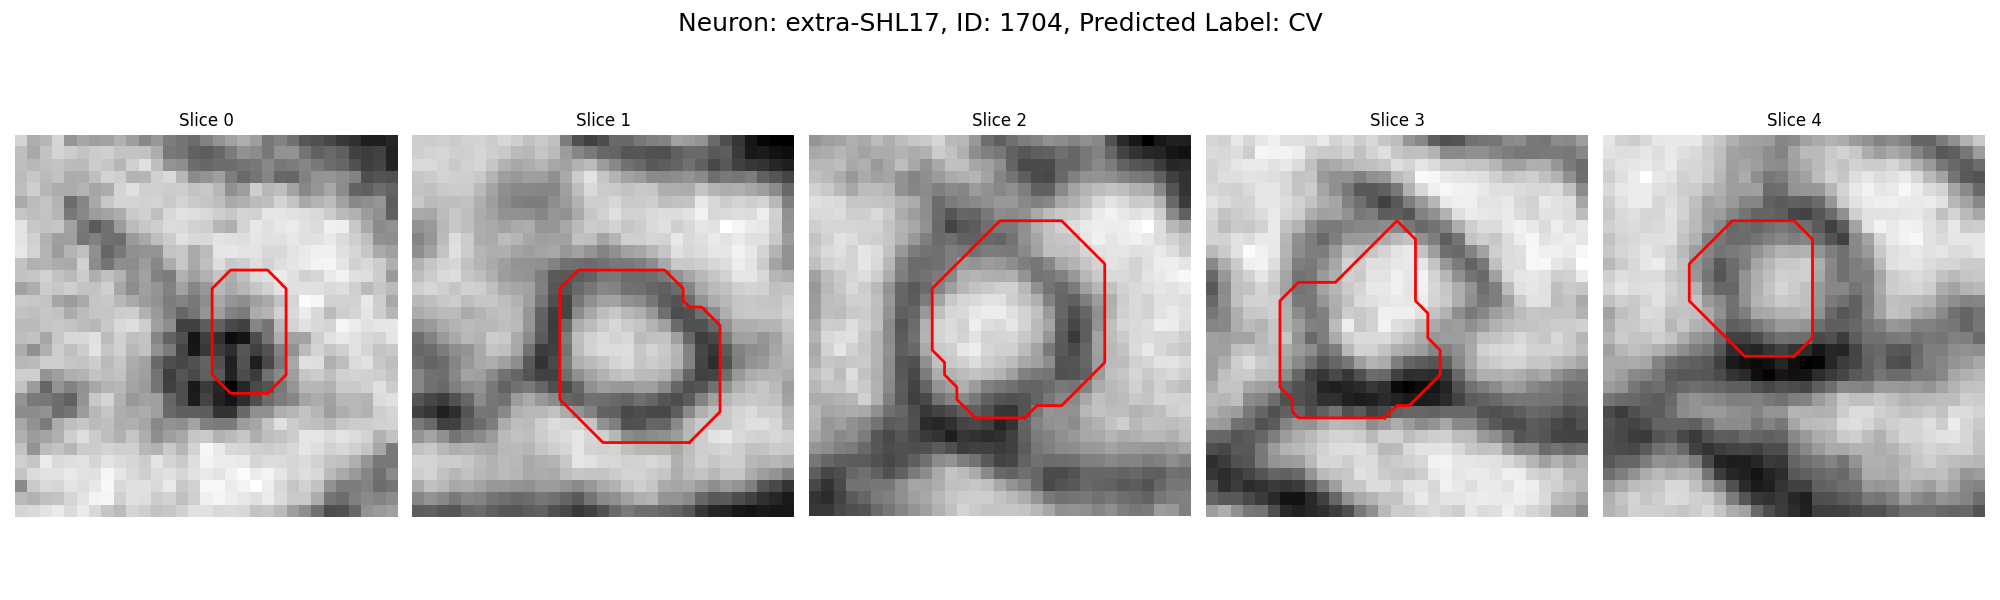 Neuron: extra-SHL17, ID: 1704, Predicted Label: CV
Slice 0
Slice 1
Slice 2
Slice 3
Slice 4